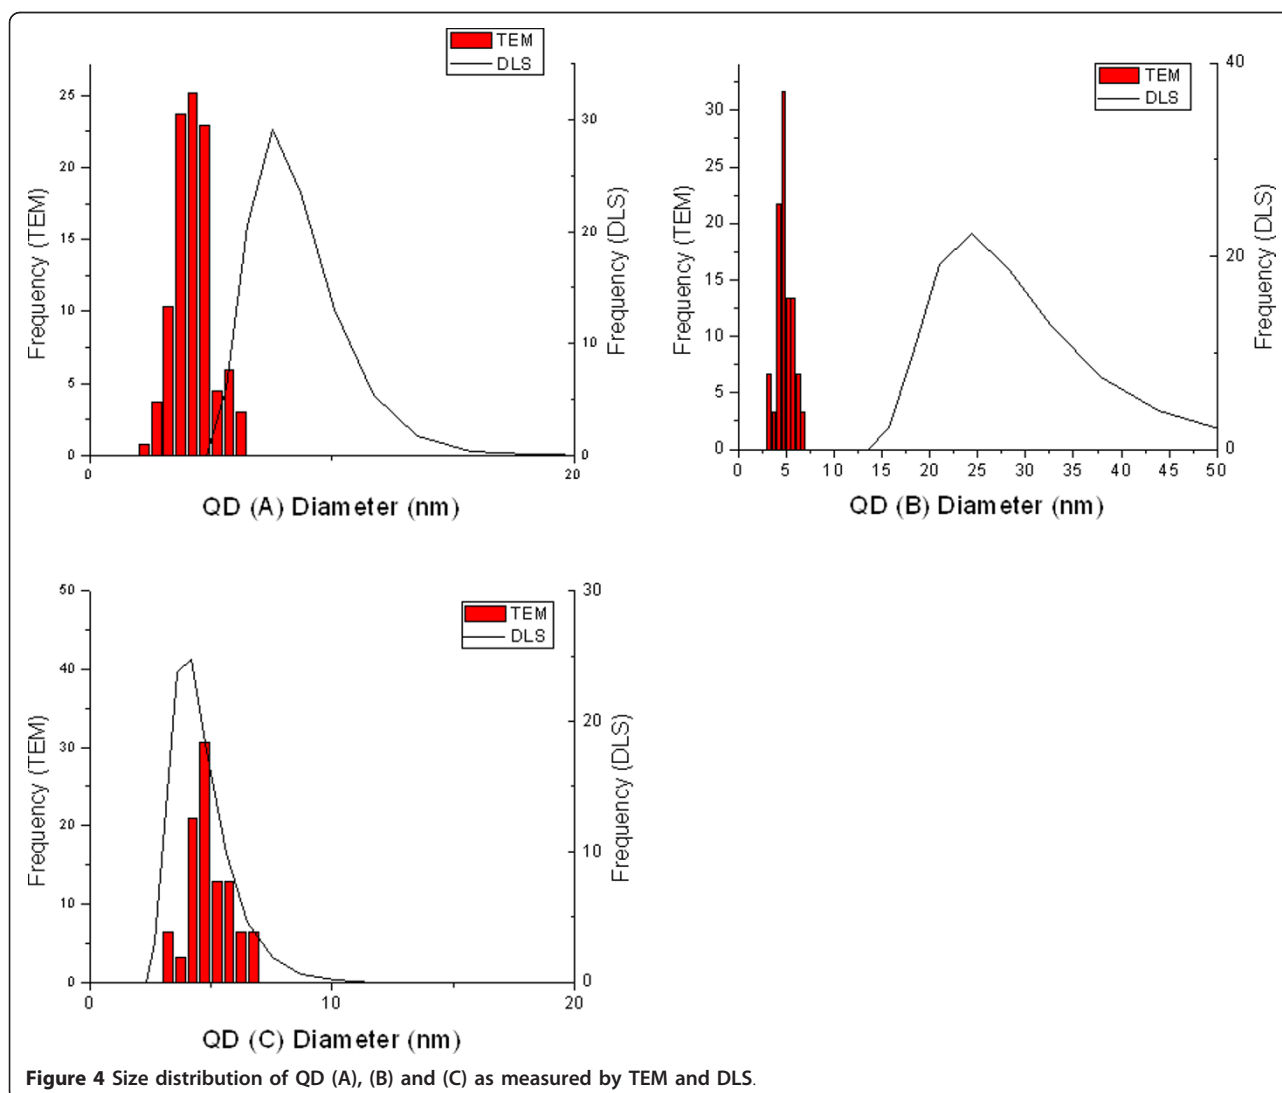 TEM
DLS
25
20
15
10
5
0
Frequency (TEM)
30
20
10
0
Frequency (DLS)
0
20
QD (A) Diameter (nm)
TEM
DLS
30
25
20
15
10
5
0
Frequency (TEM)
40
20
0
Frequency (DLS)
0 5 10 15 20 25 30 35 40 45 50
QD (B) Diameter (nm)
TEM
DLS
50
40
30
20
10
0
Frequency (TEM)
30
20
10
0
Frequency (DLS)
0 10 20
QD (C) Diameter (nm)
Figure 4 Size distribution of QD (A), (B) and (C) as measured by TEM and DLS.